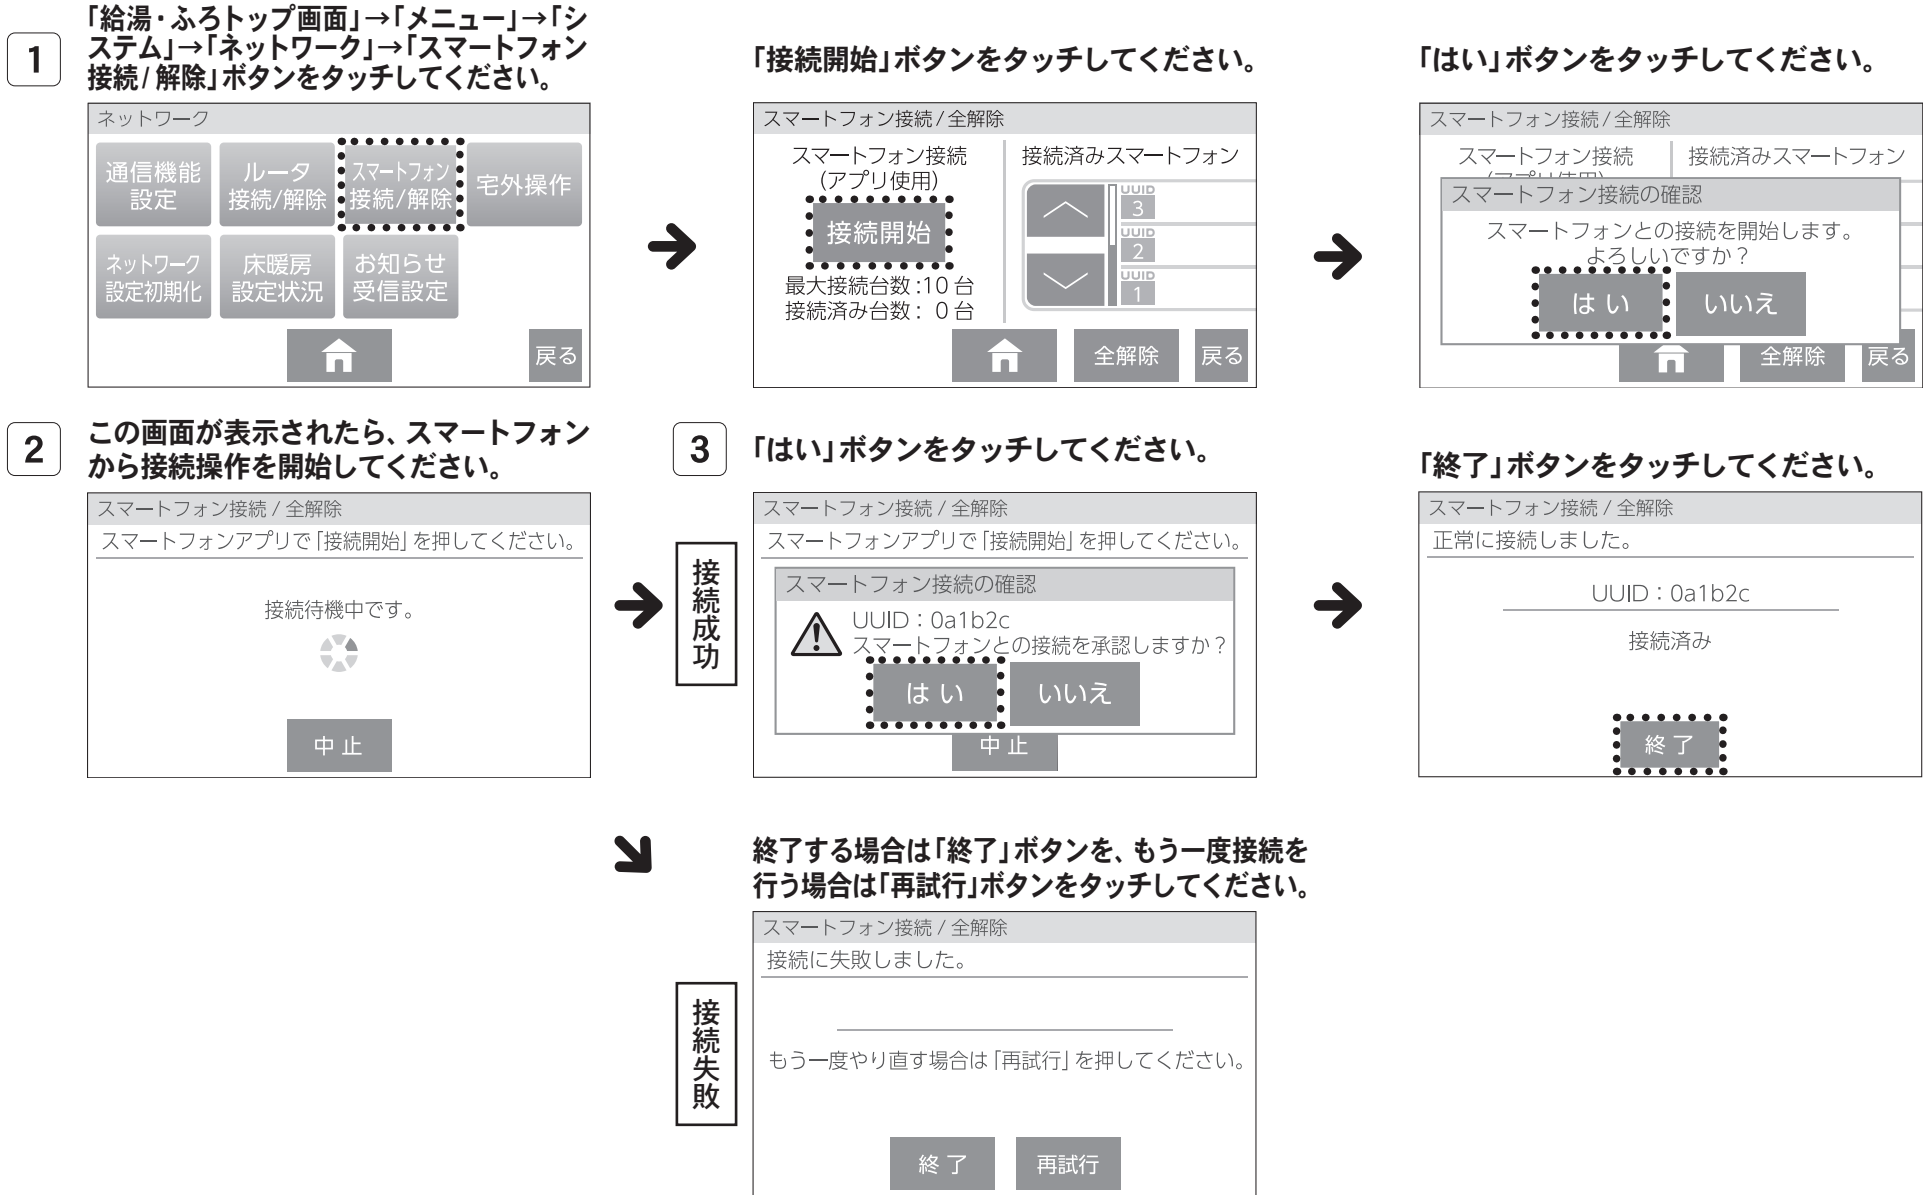 1
「給湯・ふろトップ画面」→「メニュー」→「シ
ステム」→「ネットワーク」→「スマートフォン
接続/解除」ボタンをタッチしてください。
ネットワーク
通信機能
設定
ルータ
接続/解除
スマートフォン
接続/解除
宅外操作
ネットワーク
設定初期化
床暖房
設定状況
お知らせ
受信設定
戻る
「接続開始」ボタンをタッチしてください。
スマートフォン接続/全解除
スマートフォン接続
(アプリ使用)
接続開始
最大接続台数:10台
接続済み台数: 0台
接続済みスマートフォン
UUID
3
UUID
2
UUID
1
全解除
戻る
「はい」ボタンをタッチしてください。
スマートフォン接続/全解除
スマートフォン接続
(アプリ使用)
接続済みスマートフォン
スマートフォン接続の確認
スマートフォンとの接続を開始します。
よろしいですか?
はい
いいえ
全解除
戻る
2
この画面が表示されたら、スマートフォン
から接続操作を開始してください。
スマートフォン接続 / 全解除
スマートフォンアプリで「接続開始」を押してください。
接続待機中です。
中止
接続成功
3
「はい」ボタンをタッチしてください。
スマートフォン接続 / 全解除
スマートフォンアプリで「接続開始」を押してください。
スマートフォン接続の確認
UUID:0a1b2c
スマートフォンとの接続を承認しますか?
はい
いいえ
中止
「終了」ボタンをタッチしてください。
スマートフォン接続 / 全解除
正常に接続しました。
UUID:0a1b2c
接続済み
終了
接続失敗
終了する場合は「終了」ボタンを、もう一度接続を
行う場合は「再試行」ボタンをタッチしてください。
スマートフォン接続 / 全解除
接続に失敗しました。
もう一度やり直す場合は「再試行」を押してください。
終了
再試行